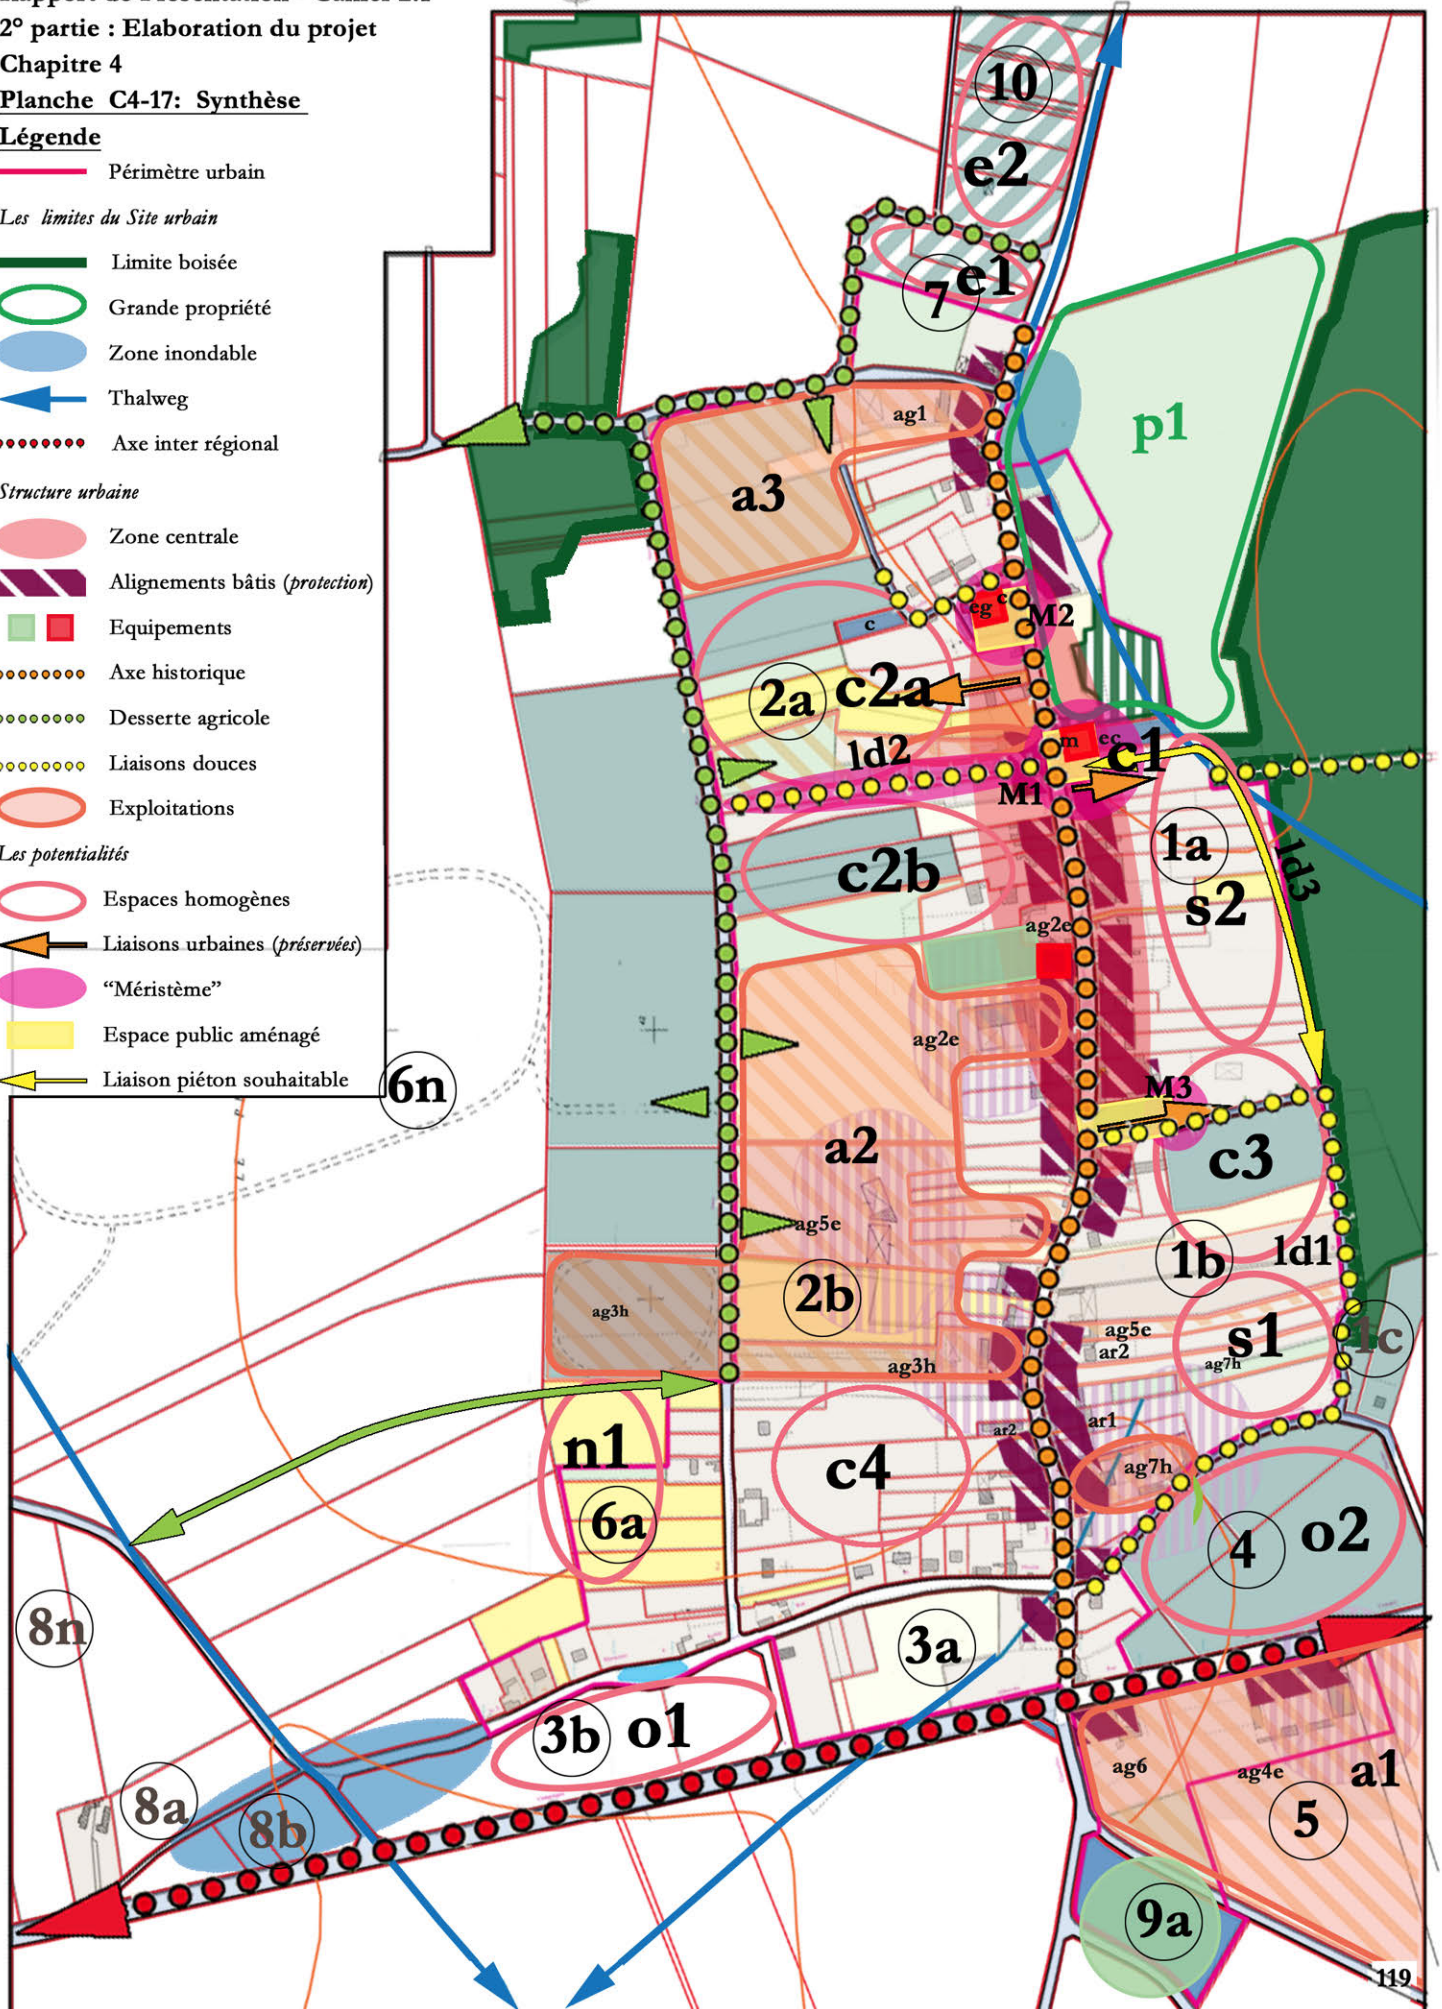 2° partie : Elaboration du projet
Chapitre 4
Planche C4-17: Synthèse
Légende
Périmètre urbain
Les limites du Site urbain
Limite boisée
Grande propriété
Zone inondable
Thalweg
Axe inter régional
Structure urbaine
Zone centrale
Alignements bâtis (protection)
Equipements
Axe historique
Desserte agricole
Liaisons douces
Exploitations
Les potentialités
Espaces homogènes
Liaisons urbaines (préservées)
“Méristème”
Espace public aménagé
Liaison piéton souhaitable
10
e2
e1
7
p1
ag1
a3
eg
c
M2
c
2a
c2a
ld2
m
ec
c1
M1
1a
s2
ld3
c2b
ag2e
ag2e
6n
M3
a2
c3
ag5e
1b
ld1
2b
ag3h
ag5e
ar2
s1
ag7h
1c
ag3h
n1
ar2
ar1
c4
ag7h
6a
4
o2
8n
3a
3b
o1
8a
8b
ag6
ag4e
a1
5
9a
119